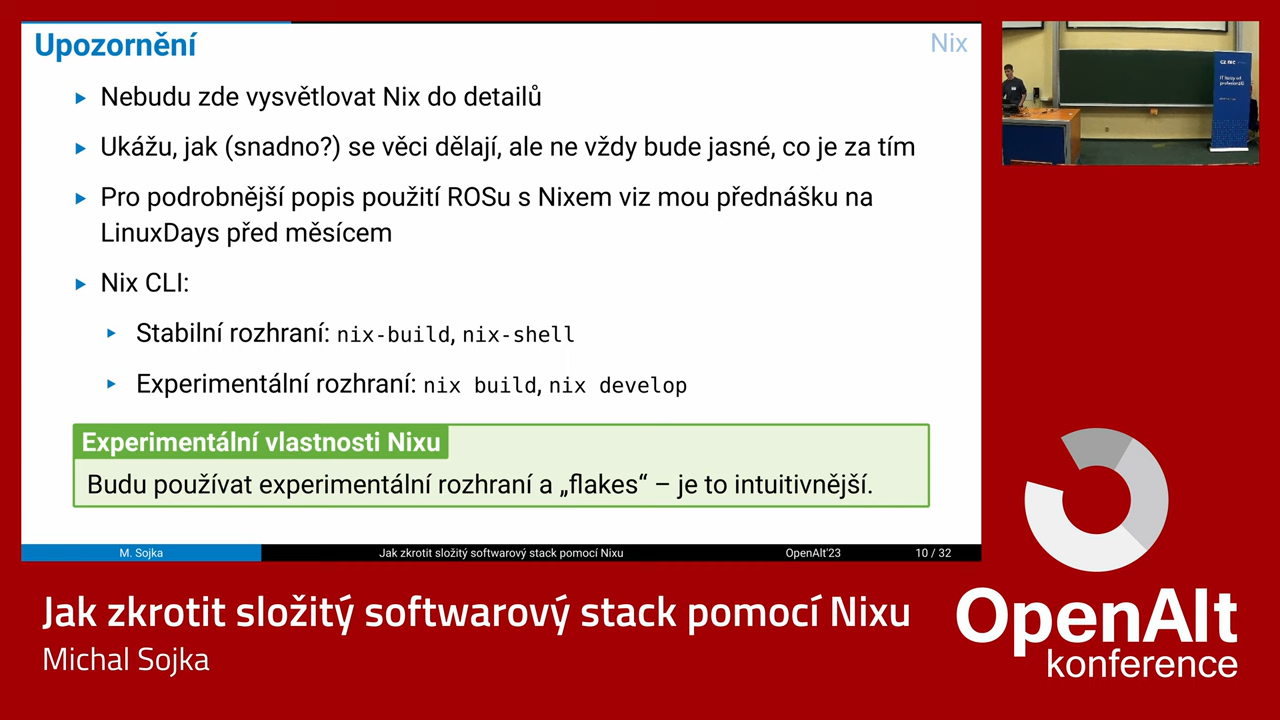 Upozornění
Nix
Nebudu zde vysvětlovat Nix do detailů
Ukážu, jak (snadno?) se věci dělají, ale ne vždy bude jasné, co je za tím
Pro podrobnější popis použití ROSu s Nixem viz mou přednášku na
LinuxDays před měsícem
Nix CLI:
Stabilní rozhraní: nix-build, nix-shell
Experimentální rozhraní: nix build, nix develop
Experimentální vlastnosti Nixu
Budu používat experimentální rozhraní a „flakes“ – je to intuitivnější.
M. Sojka
Jak zkrotit složitý softwarový stack pomocí Nixu
OpenAlt'23
10 / 32
Jak zkrotit složitý softwarový stack pomocí Nixu
Michal Sojka
OpenAlt
konference